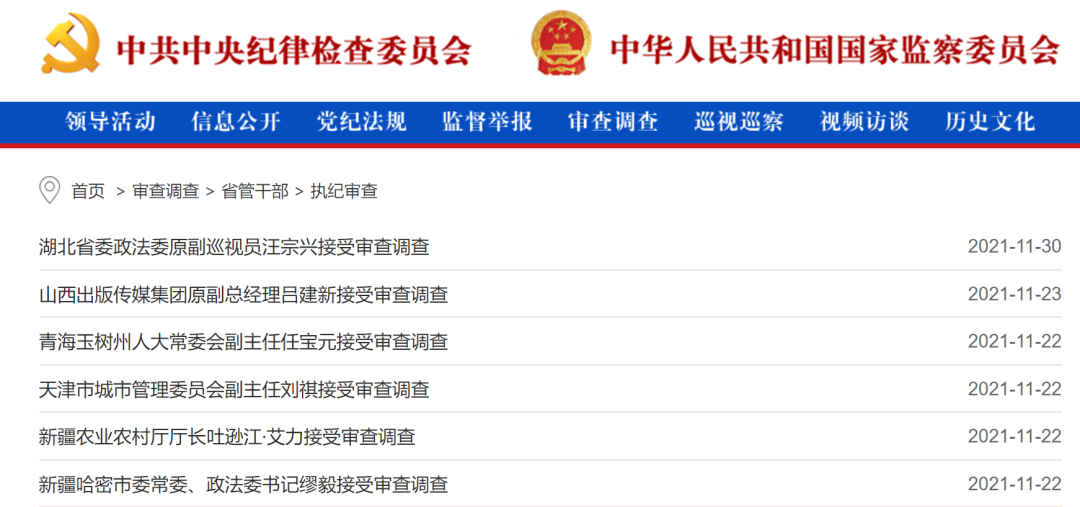 中共中央纪律检查委员会 中华人民共和国国家监察委员会
领导活动 信息公开 党纪法规 监督举报 审查调查 巡视巡察 视频访谈 历史文化
首页 > 审查调查 > 省管干部 > 执纪审查
湖北省委政法委原副巡视员汪宗兴接受审查调查 2021-11-30
山西出版传媒集团原副总经理吕建新接受审查调查 2021-11-23
青海玉树州人大常委会副主任任宝元接受审查调查 2021-11-22
天津市城市管理委员会副主任刘祺接受审查调查 2021-11-22
新疆农业农村厅厅长吐逊江·艾力接受审查调查 2021-11-22
新疆哈密市委常委、政法委书记缪毅接受审查调查 2021-11-22